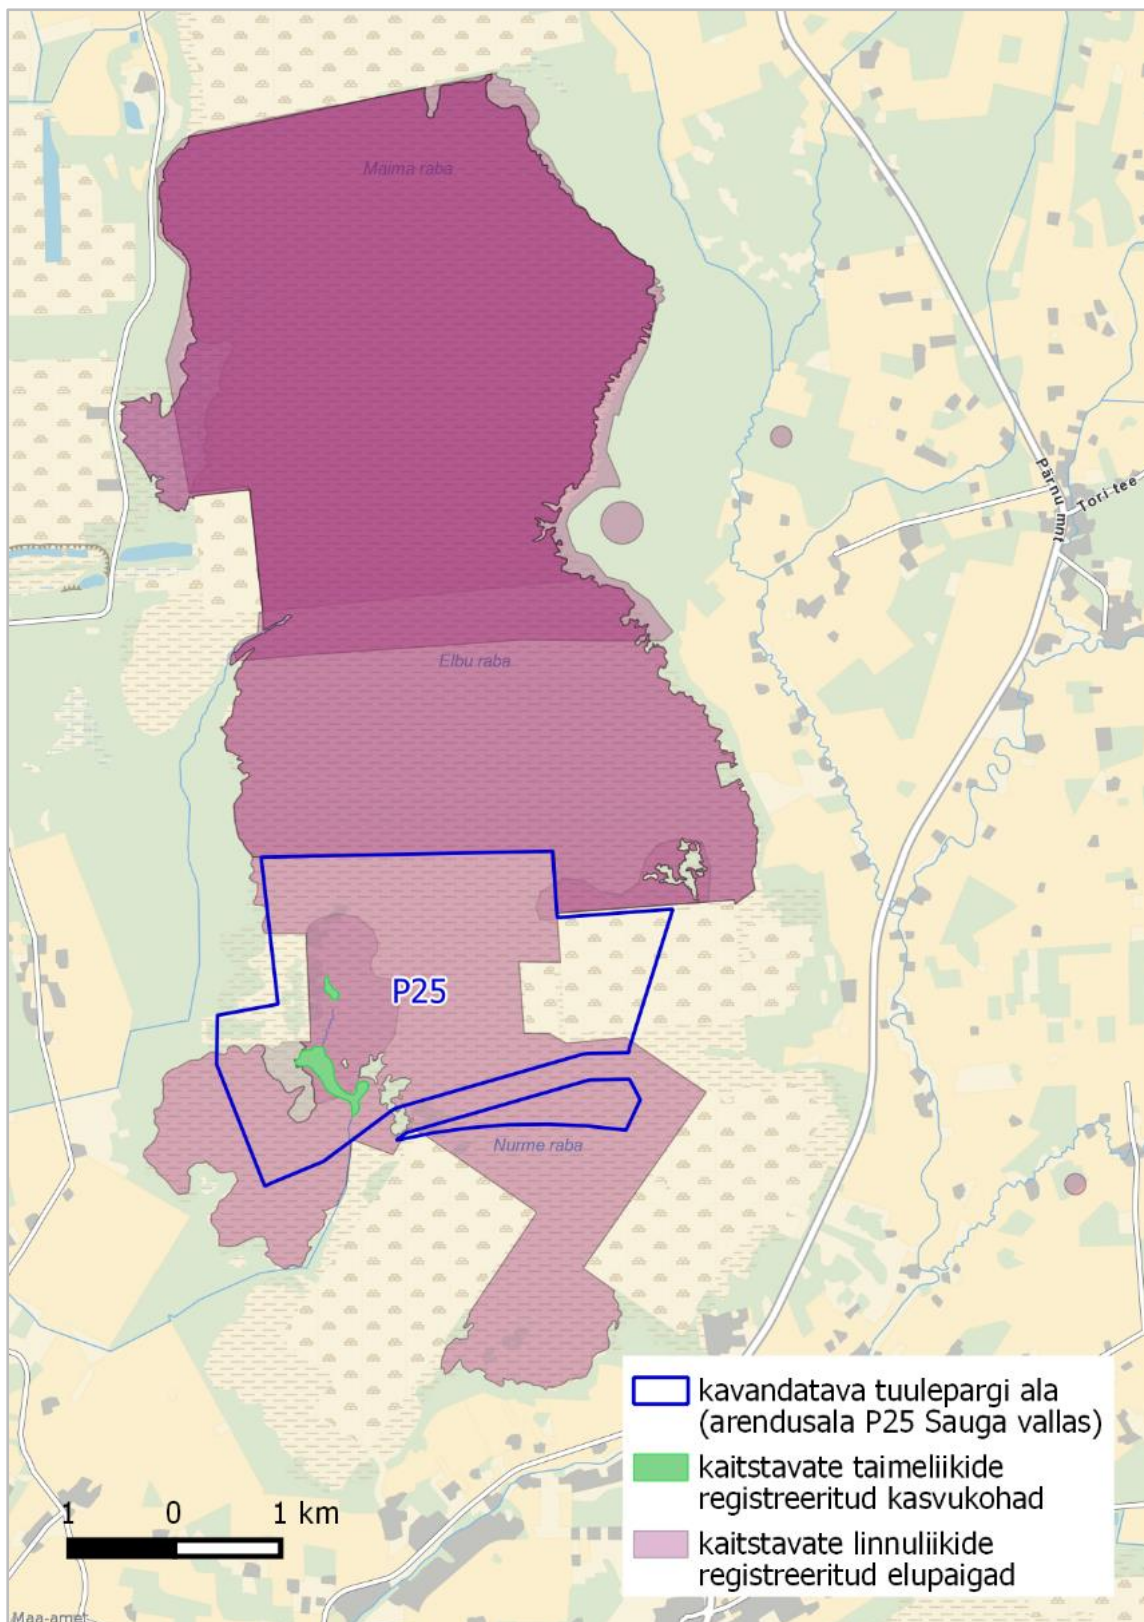 Maima raba
Pärnu mnt
Tori tee
Elbu raba
P25
Nurme raba
kavandatava tuulepargi ala
(arendusala P25 Sauga vallas)
kaitstavate taimeliikide
registreeritud kasvukohad
kaitstavate linnuliikide
registreeritud elupaigad
1 0 1 km
Maa-amet